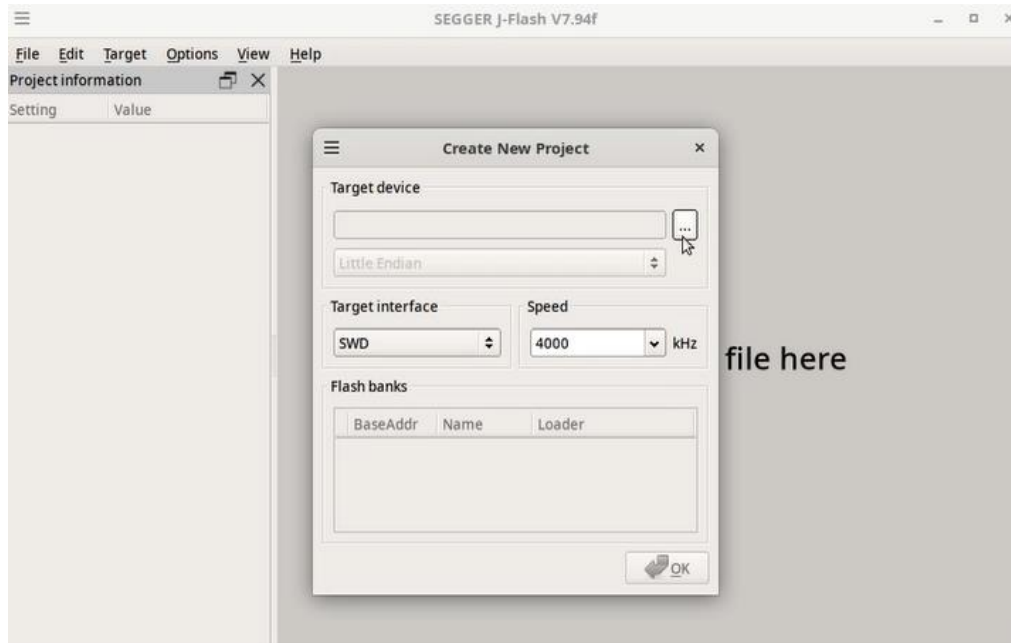 SEGGER J-Flash V7.94f
File Edit Target Options View Help
Project information
Setting Value
Create New Project
Target device
...
Little Endian
Target interface Speed
SWD 4000 kHz
file here
Flash banks
BaseAddr Name Loader
OK